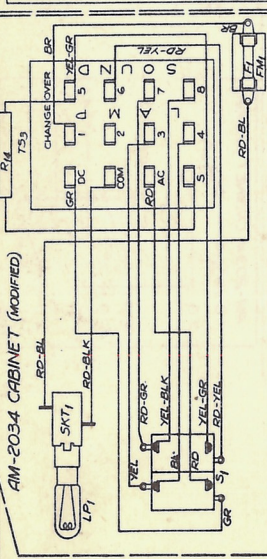 AM-2034 CABINET (MODIFIED)
BR
YEL-GR
RD-YEL
BR
F1
FM1
CHANGE OVER
TS3
R14
5
6
7
8
1
2
3
4
GR
DC
COM
RD
AC
S
RD-BL
RD-BL
RD-BLK
SKT1
LP1
YEL
RD-GR
YEL-BLK
BL
RD
YEL-GR
RD-YEL
S1
GR